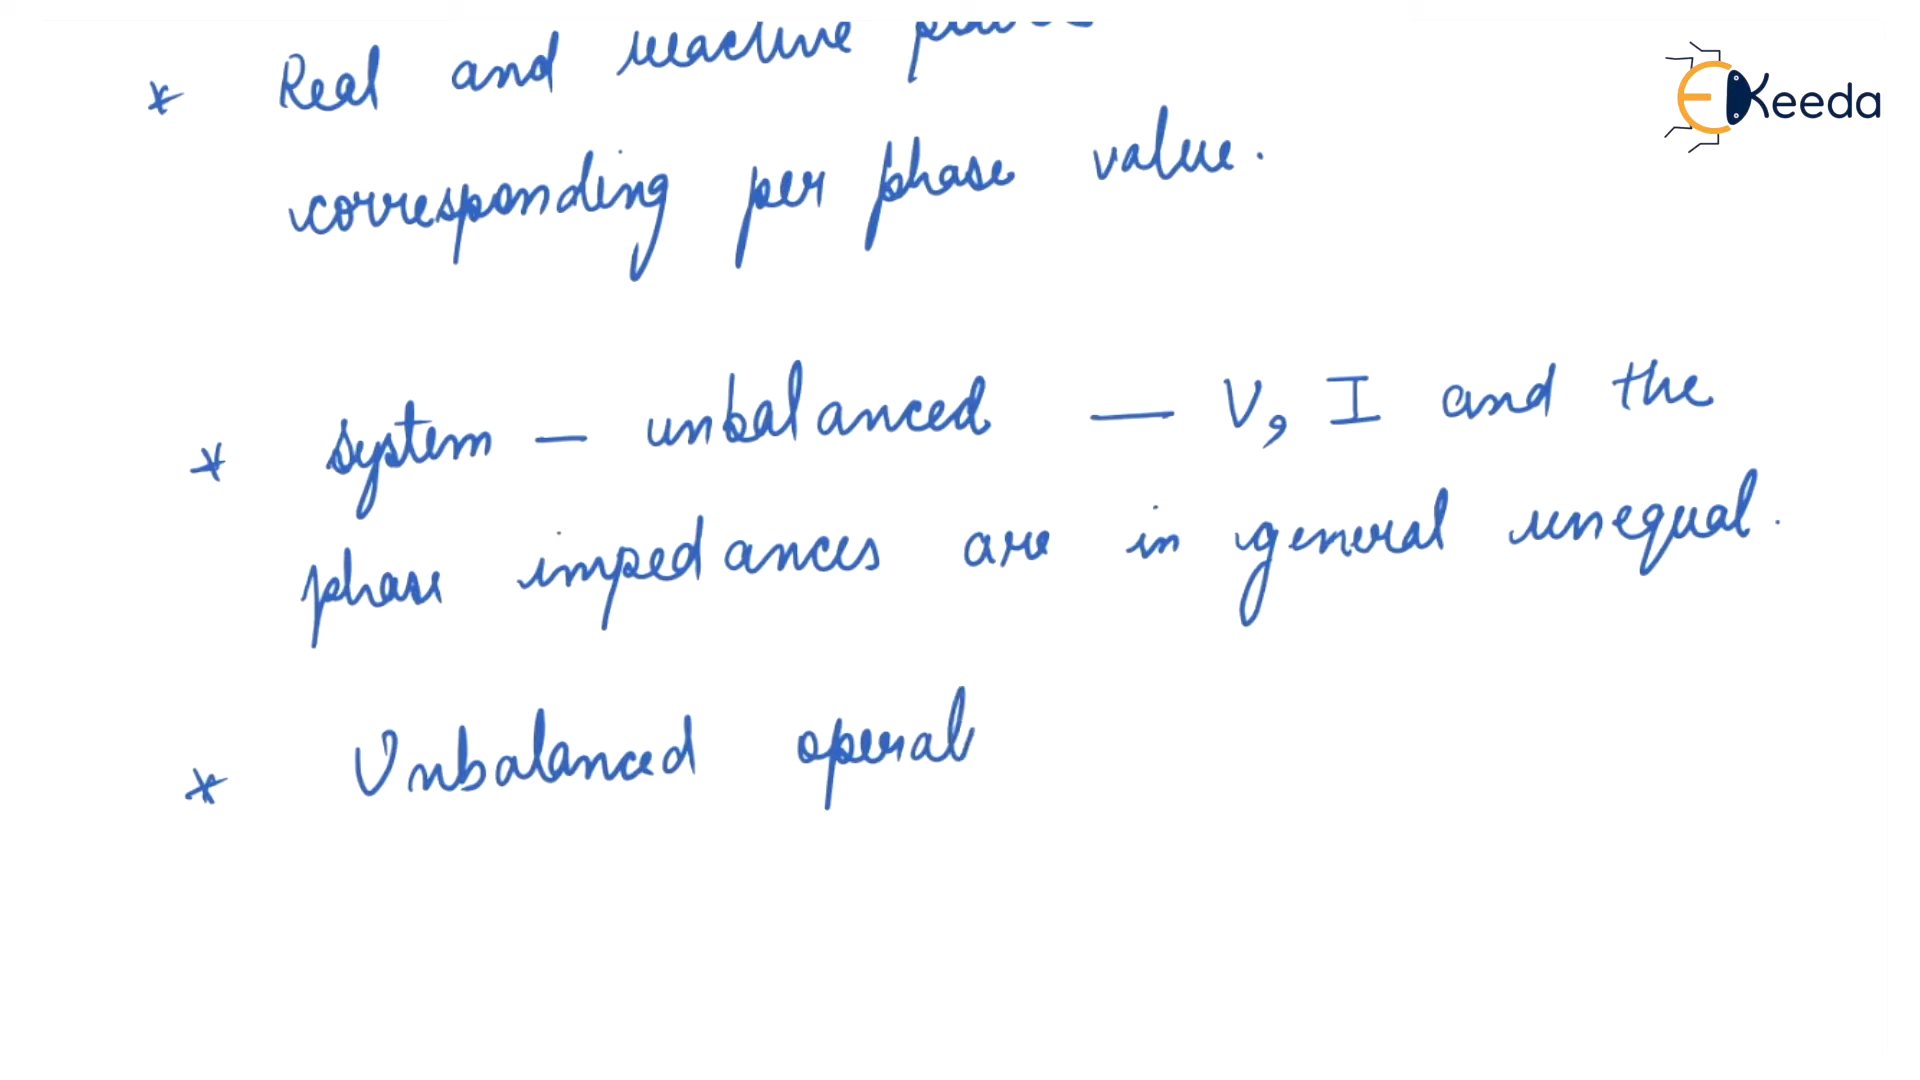 * Real and reactive
corresponding per phase value.
EKeeda
* system – unbalanced — V, I and the
phase impedances are in general unequal.
* Unbalanced operat